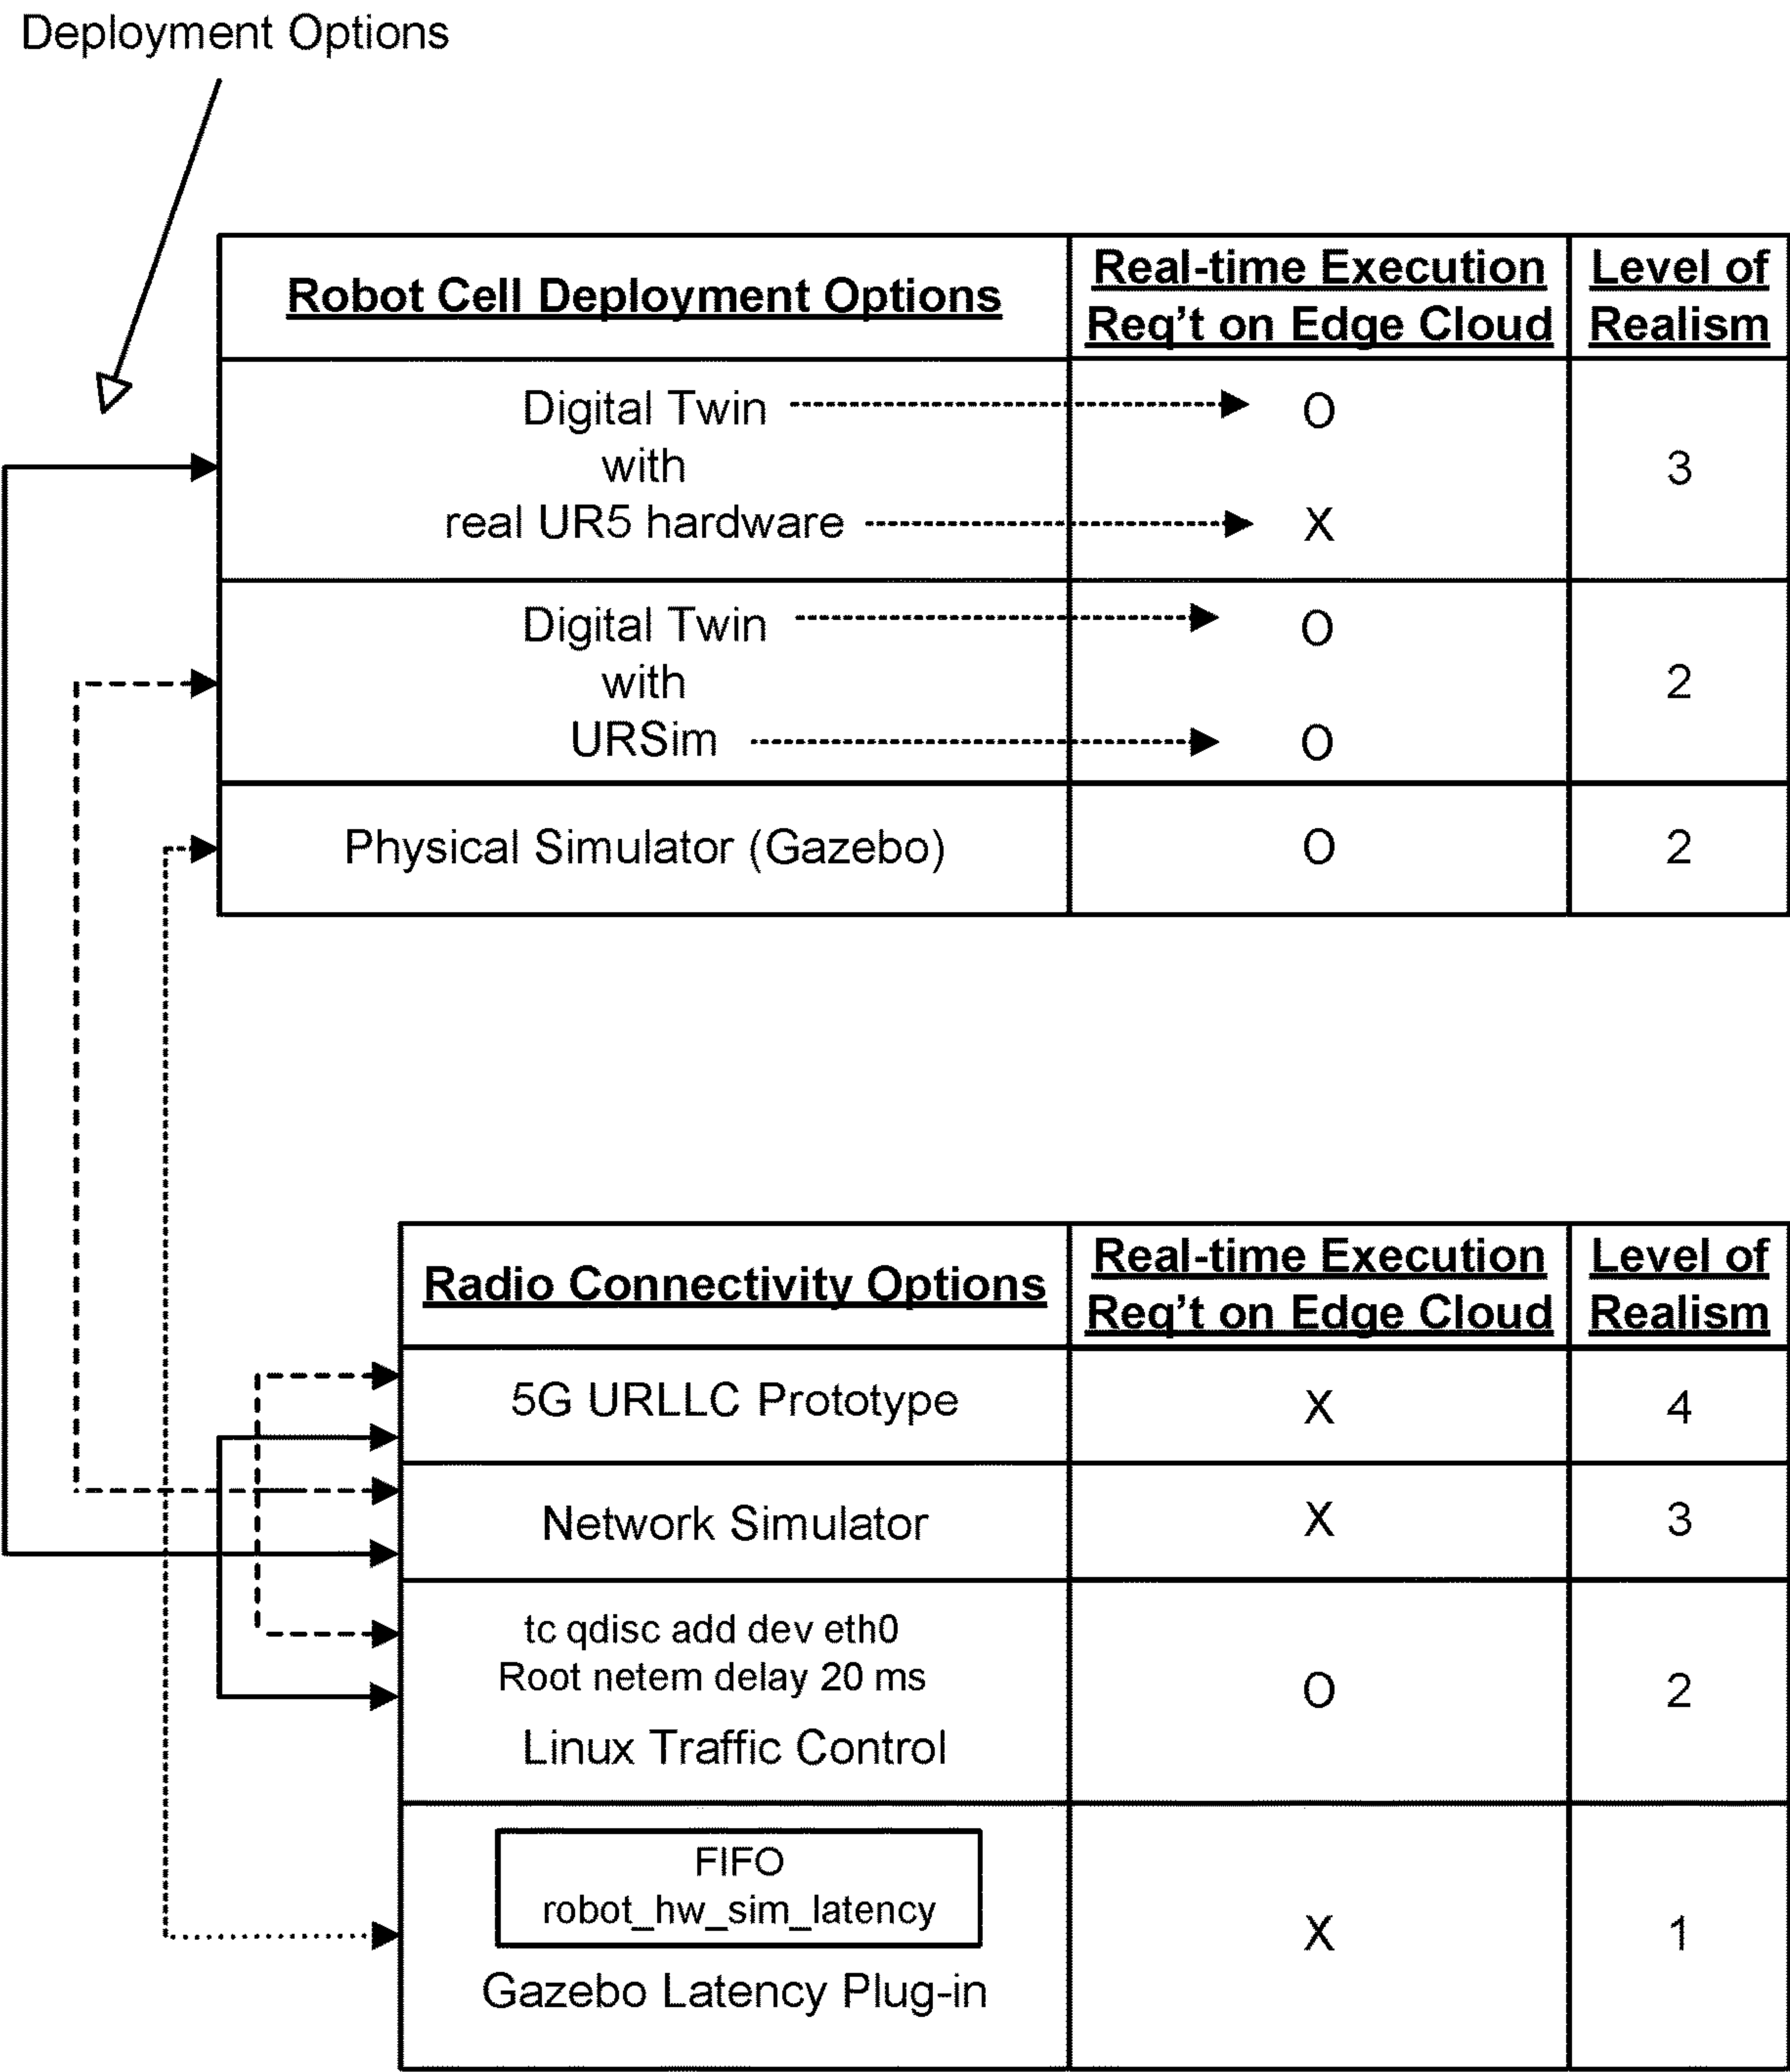 Deployment Options
Robot Cell Deployment Options
Real-time Execution
Req't on Edge Cloud
Level of
Realism
Digital Twin
O
with
real UR5 hardware
X
3
Digital Twin
O
with
URSim
O
2
Physical Simulator (Gazebo)
O
2
Radio Connectivity Options
Real-time Execution
Req't on Edge Cloud
Level of
Realism
5G URLLC Prototype
X
4
Network Simulator
X
3
tc qdisc add dev eth0
Root netem delay 20 ms
Linux Traffic Control
O
2
FIFO
robot_hw_sim_latency
Gazebo Latency Plug-in
X
1